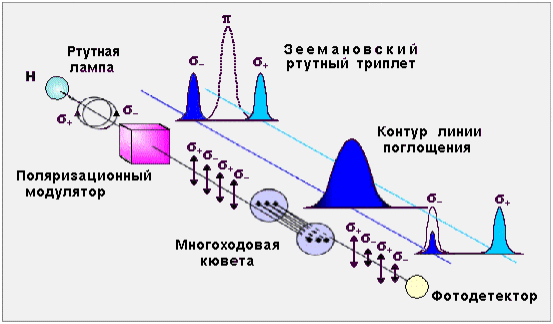 π
Ртутная
лампа
Зеемановский
ртутный триплет
σ₋
σ₊
H
σ₊
σ₋
Контур линии
поглощения
Поляризационный
модулятор
σ₊
σ₋
σ₊
σ₋
σ₋
σ₊
Многоходовая
кювета
σ₊
σ₋
σ₊
σ₋
Фотодетектор